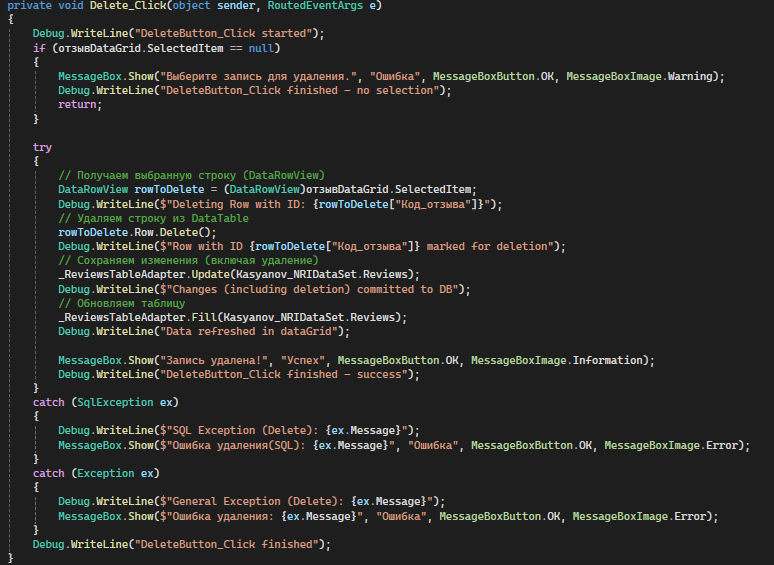 private void Delete_Click(object sender, RoutedEventArgs e)
{
Debug.WriteLine("DeleteButton_Click started");
if (отзывDataGrid.SelectedItem == null)
{
MessageBox.Show("Выберите запись для удаления.", "Ошибка", MessageBoxButton.OK, MessageBoxImage.Warning);
Debug.WriteLine("DeleteButton_Click finished – no selection");
return;
}
try
{
// Получаем выбранную строку (DataRowView)
DataRowView rowToDelete = (DataRowView)отзывDataGrid.SelectedItem;
Debug.WriteLine($"Deleting Row with ID: {rowToDelete["Код_отзыва"]}");
// Удаляем строку из DataTable
rowToDelete.Row.Delete();
Debug.WriteLine($"Row with ID {rowToDelete["Код_отзыва"]} marked for deletion");
// Сохраняем изменения (включая удаление)
_ReviewsTableAdapter.Update(Kasyanov_NRIDataSet.Reviews);
Debug.WriteLine($"Changes (including deletion) committed to DB");
// Обновляем таблицу
_ReviewsTableAdapter.Fill(Kasyanov_NRIDataSet.Reviews);
Debug.WriteLine("Data refreshed in dataGrid");
MessageBox.Show("Запись удалена!", "Успех", MessageBoxButton.OK, MessageBoxImage.Information);
Debug.WriteLine("DeleteButton_Click finished – success");
}
catch (SqlException ex)
{
Debug.WriteLine($"SQL Exception (Delete): {ex.Message}");
MessageBox.Show($"Ошибка удаления(SQL): {ex.Message}", "Ошибка", MessageBoxButton.OK, MessageBoxImage.Error);
}
catch (Exception ex)
{
Debug.WriteLine($"General Exception (Delete): {ex.Message}");
MessageBox.Show($"Ошибка удаления: {ex.Message}", "Ошибка", MessageBoxButton.OK, MessageBoxImage.Error);
}
Debug.WriteLine("DeleteButton_Click finished");
}